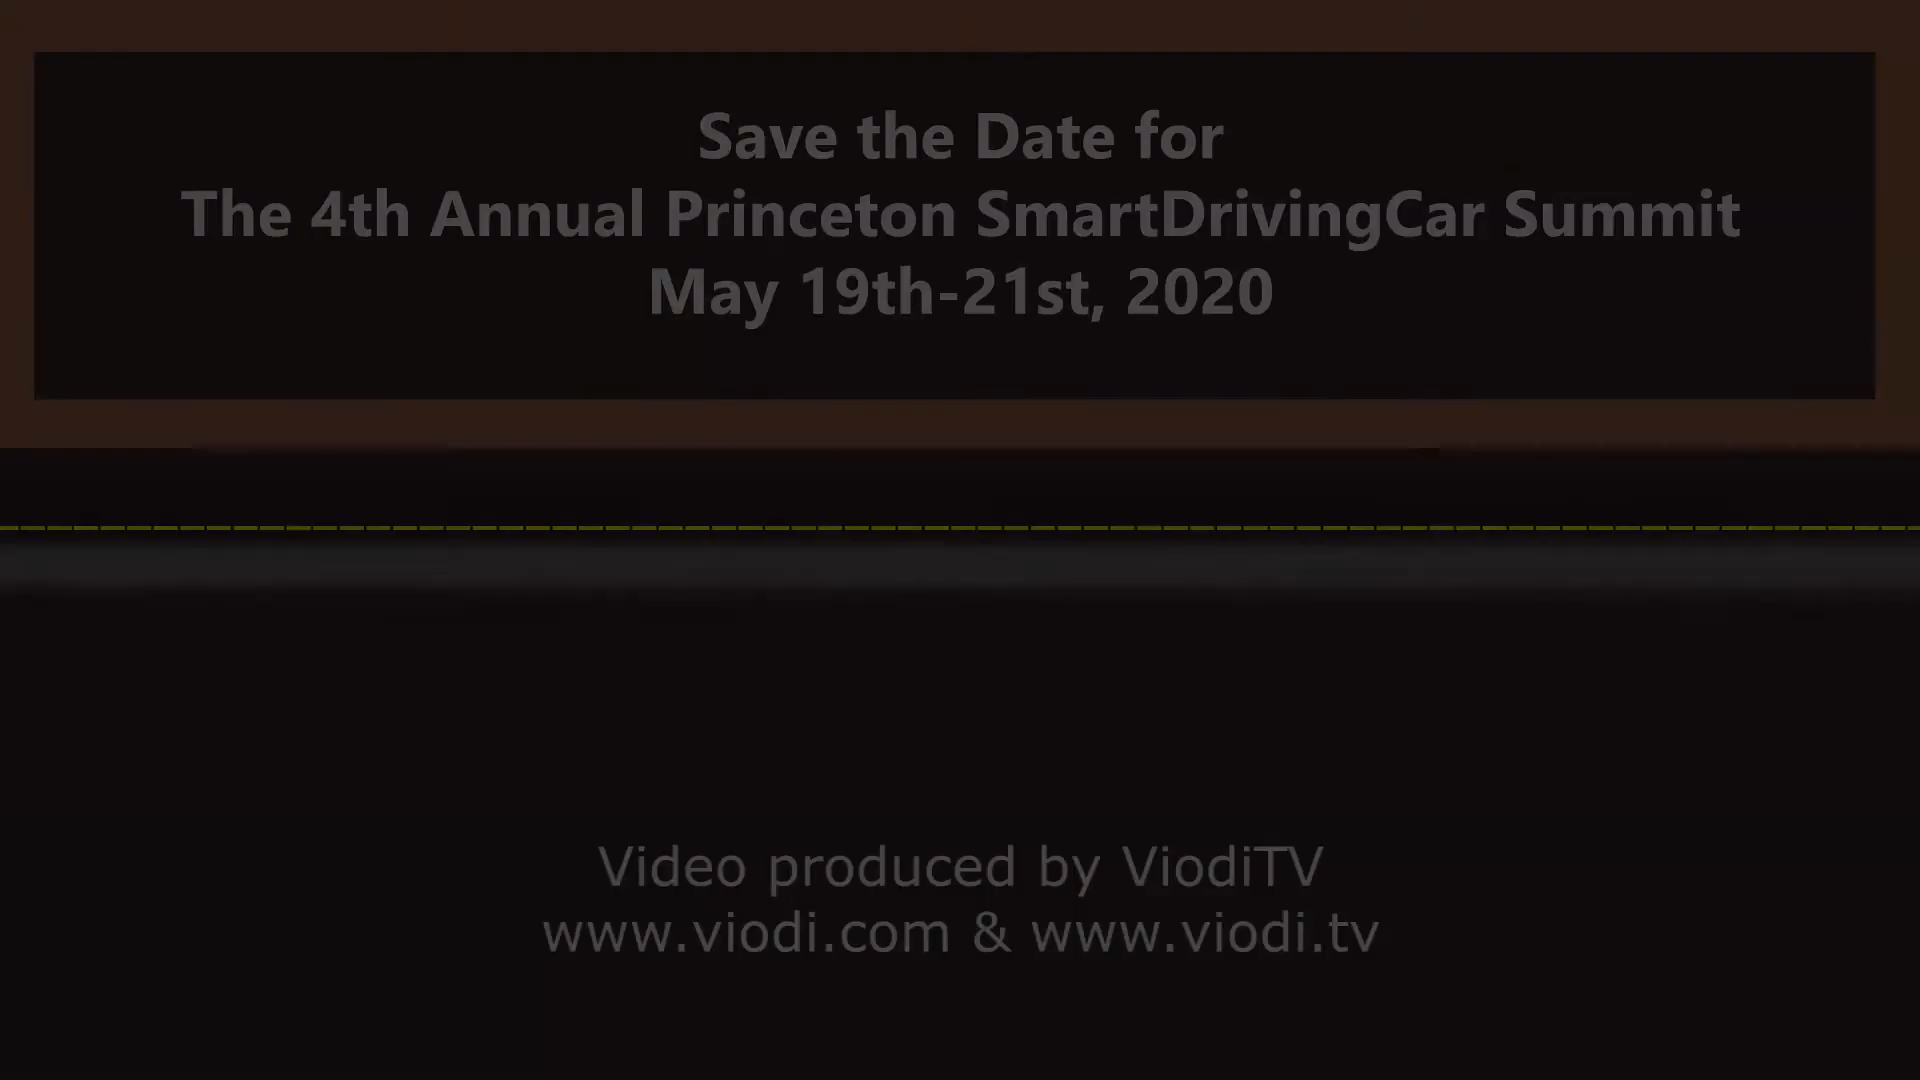 Save the Date for
The 4th Annual Princeton SmartDrivingCar Summit
May 19th-21st, 2020
Video produced by ViodiTV
www.viodi.com & www.viodi.tv